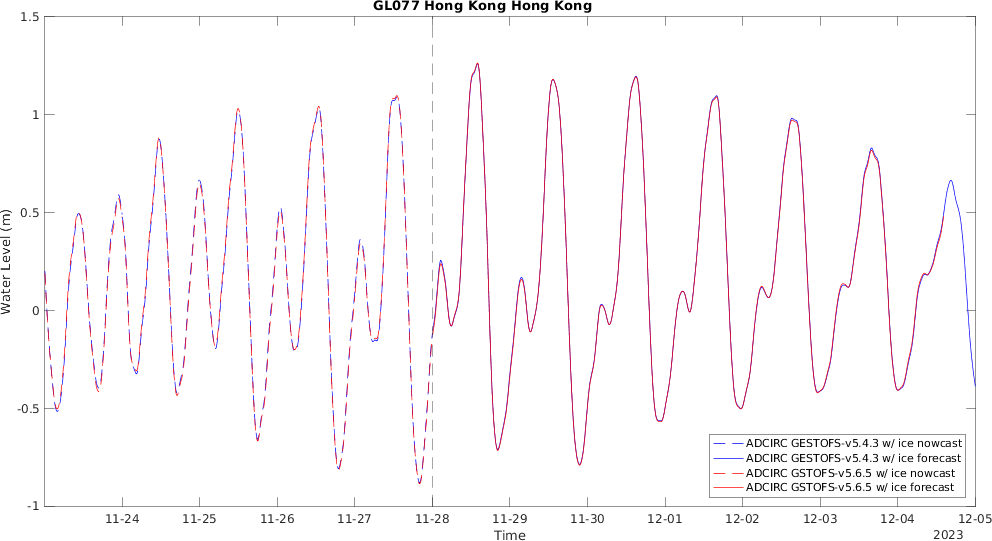 GL077 Hong Kong Hong Kong
1.5
1
0.5
0
-0.5
-1
Water Level (m)
ADCIRC GESTOFS-v5.4.3 w/ ice nowcast
ADCIRC GESTOFS-v5.4.3 w/ ice forecast
ADCIRC GSTOFS-v5.6.5 w/ ice nowcast
ADCIRC GSTOFS-v5.6.5 w/ ice forecast
11-24 11-25 11-26 11-27 11-28 11-29 11-30 12-01 12-02 12-03 12-04 12-05
Time
2023